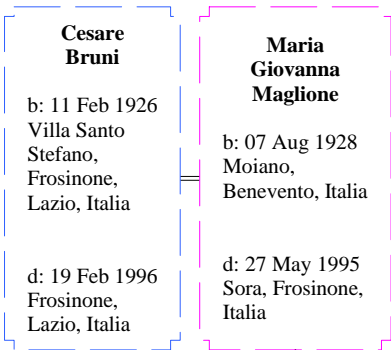 Cesare
Bruni
b: 11 Feb 1926
Villa Santo
Stefano,
Frosinone,
Lazio, Italia
d: 19 Feb 1996
Frosinone,
Lazio, Italia
Maria
Giovanna
Maglione
b: 07 Aug 1928
Moiano,
Benevento, Italia
d: 27 May 1995
Sora, Frosinone,
Italia